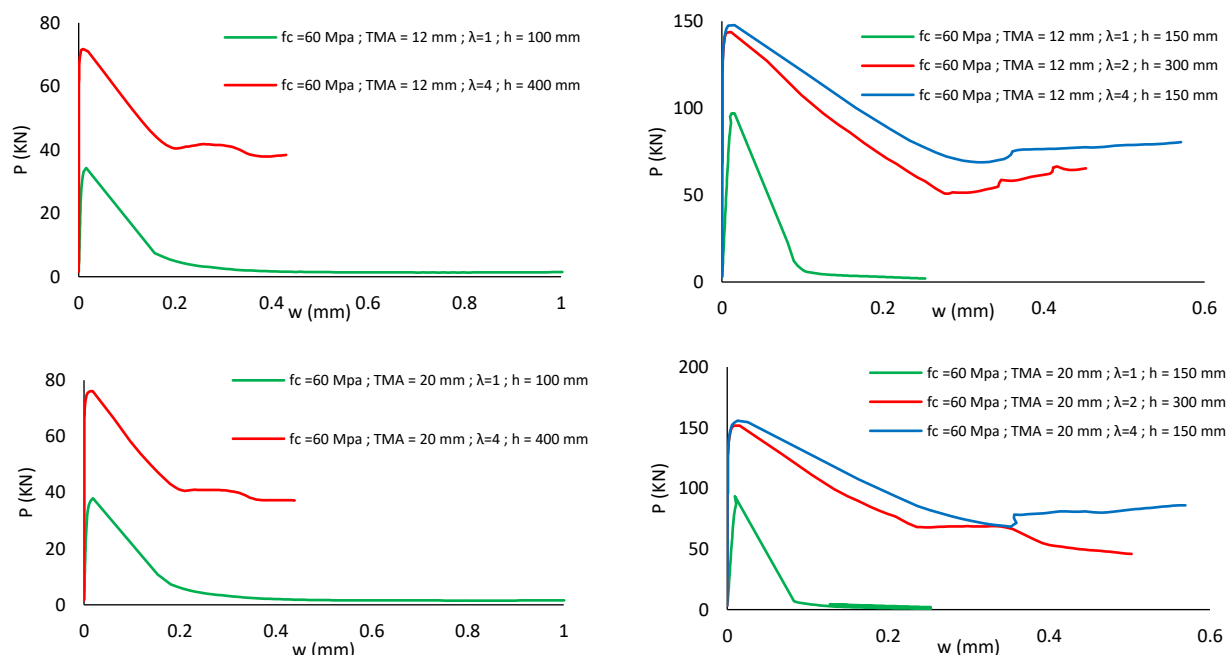 80
60
40
20
0
P (KN)
0
0.2
0.4
0.6
0.8
1
w (mm)
fc =60 Mpa ; TMA = 12 mm ; λ=1 ; h = 100 mm
fc =60 Mpa ; TMA = 12 mm ; λ=4 ; h = 400 mm
150
100
50
0
P (KN)
0
0.2
0.4
0.6
w (mm)
fc =60 Mpa ; TMA = 12 mm ; λ=1 ; h = 150 mm
fc =60 Mpa ; TMA = 12 mm ; λ=2 ; h = 300 mm
fc =60 Mpa ; TMA = 12 mm ; λ=4 ; h = 150 mm
80
60
40
20
0
P (KN)
0
0.2
0.4
0.6
0.8
1
w (mm)
fc =60 Mpa ; TMA = 20 mm ; λ=1 ; h = 100 mm
fc =60 Mpa ; TMA = 20 mm ; λ=4 ; h = 400 mm
200
150
100
50
0
P (KN)
0
0.2
0.4
0.6
w (mm)
fc =60 Mpa ; TMA = 20 mm ; λ=1 ; h = 150 mm
fc =60 Mpa ; TMA = 20 mm ; λ=2 ; h = 300 mm
fc =60 Mpa ; TMA = 20 mm ; λ=4 ; h = 150 mm